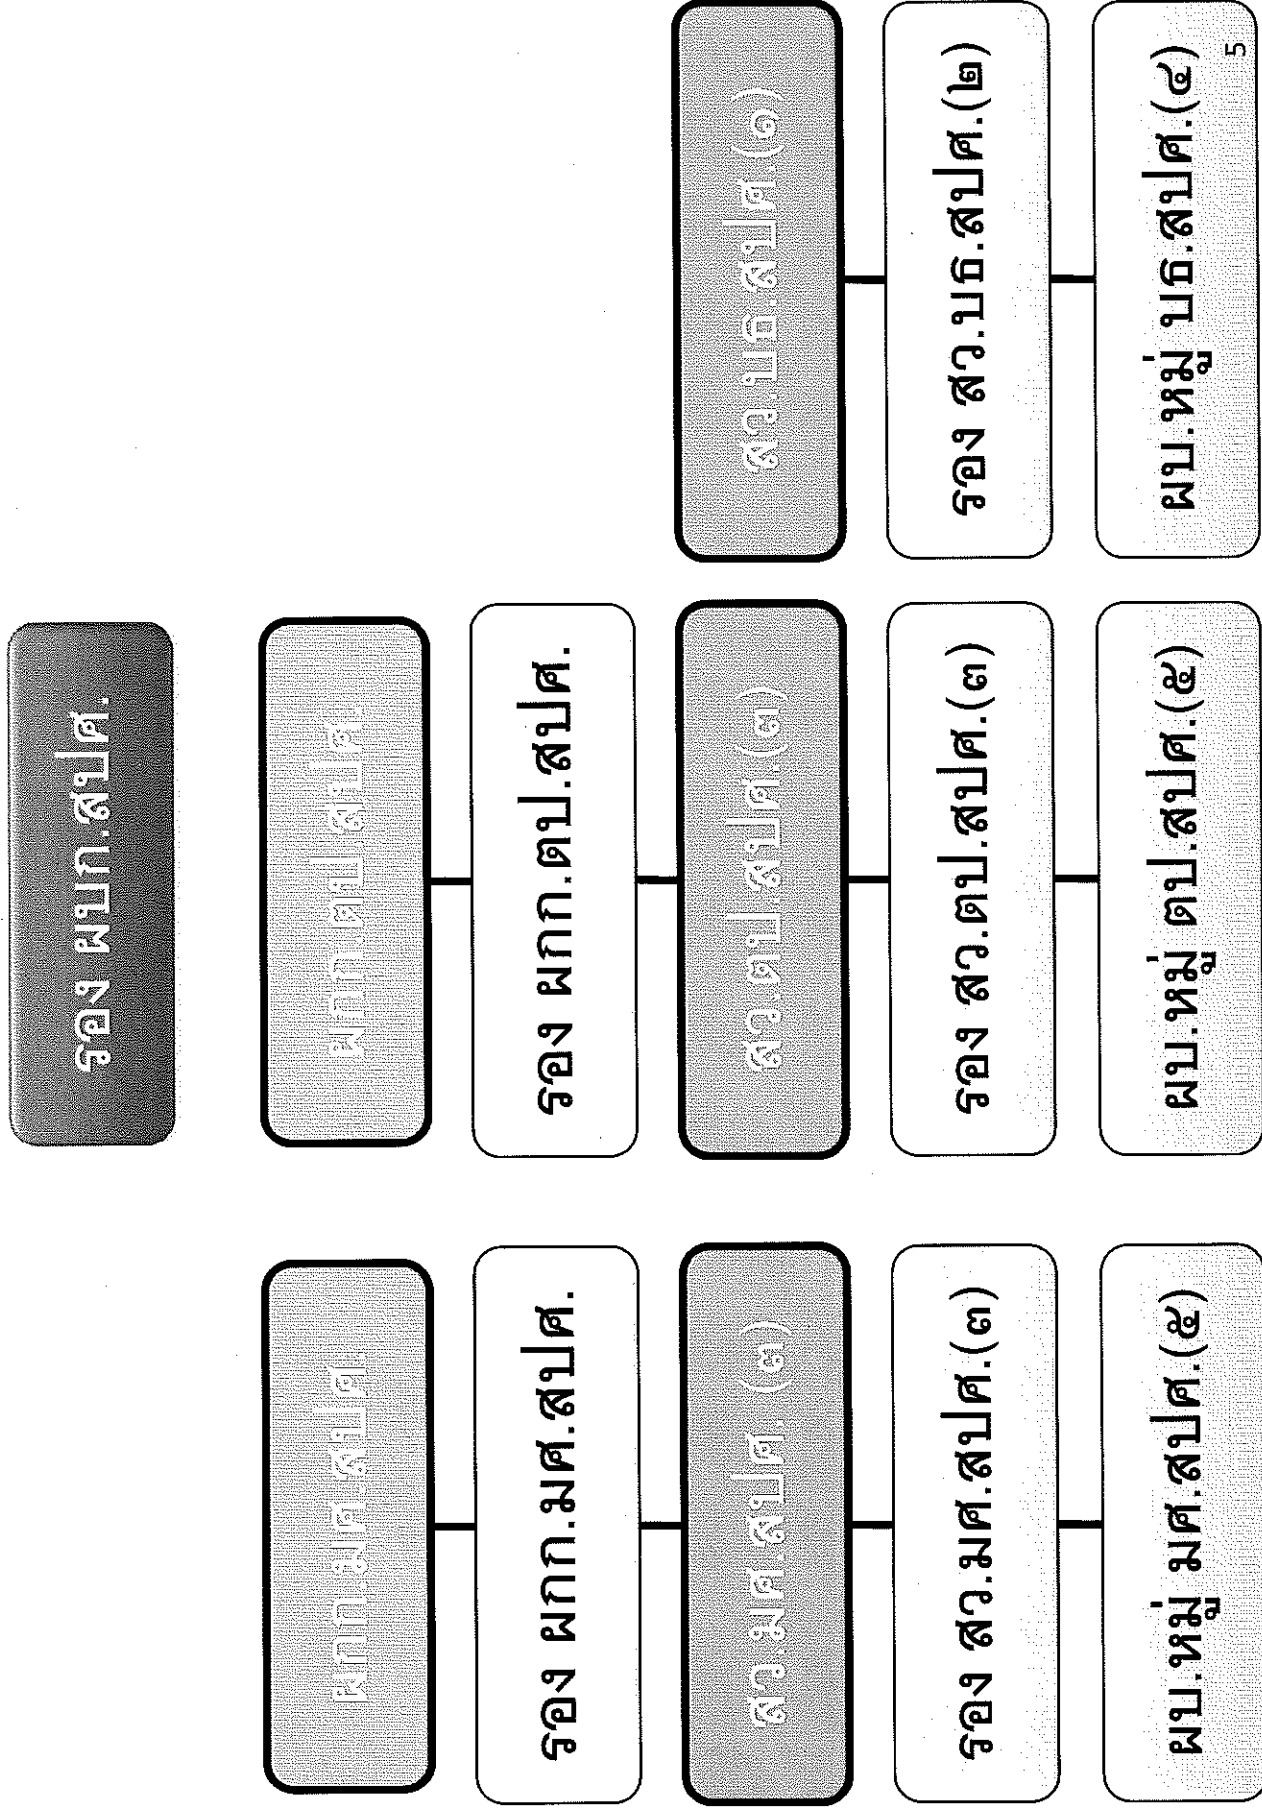 รอง ผบก.สปศ.
ผกก.มศ.สปศ.
รอง ผกก.มศ.สปศ.
สว.มศ.สปศ. (๓)
รอง สว.มศ.สปศ.(๓)
ผบ.หมู่ มศ.สปศ.(๕)
ผกก.ตป.สปศ.
รอง ผกก.ตป.สปศ.
สว.ตป.สปศ.(๓)
รอง สว.ตป.สปศ.(๓)
ผบ.หมู่ ตป.สปศ.(๕)
สว.บธ.สปศ.(๑)
รอง สว.บธ.สปศ.(๒)
ผบ.หมู่ บธ.สปศ.(๔)
5